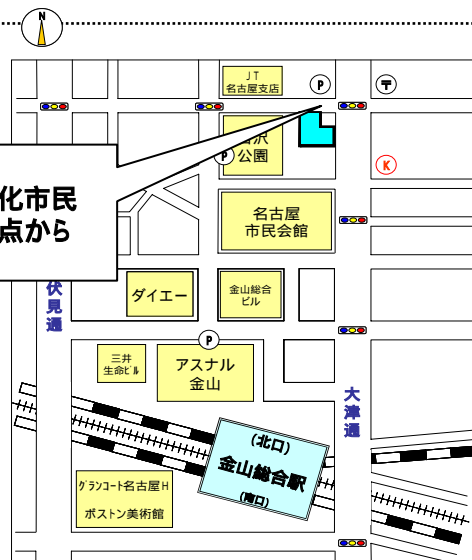 N
JT
名古屋支店
P
〒
P
公園
K
化市民
点から
名古屋
市民会館
伏見通
ダイエー
金山総合
ビル
P
三井
生命ビル
アスナル
金山
大津通
(北口)
金山総合駅
(南口)
グランコート名古屋H
ボストン美術館